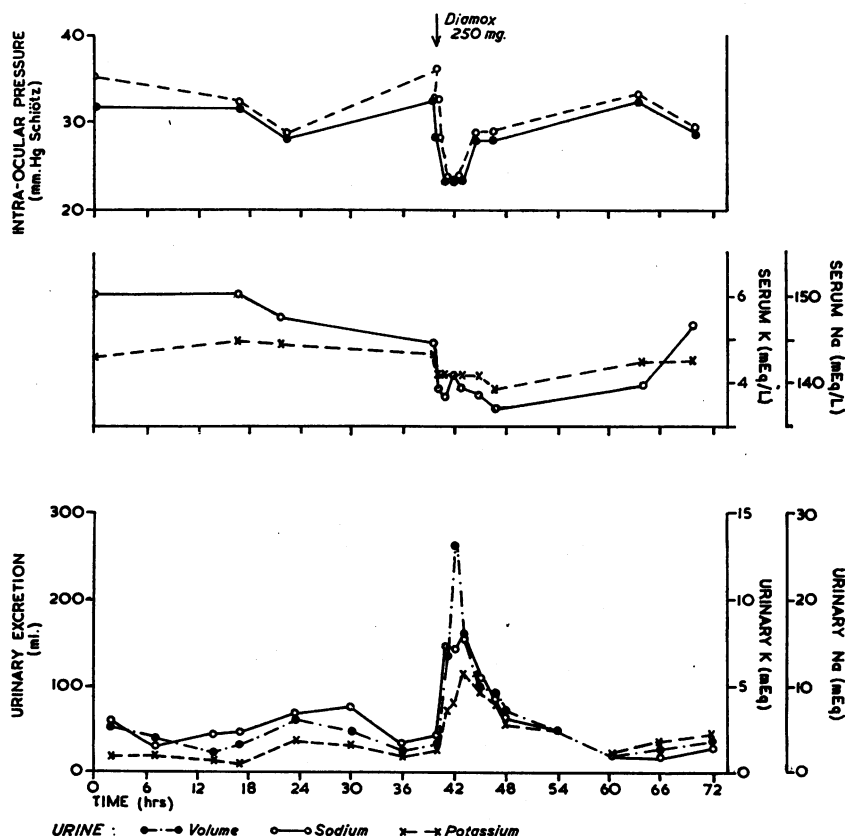 Diamox
250 mg.
INTRA-OCULAR PRESSURE
(mm.Hg Schiötz)
40
30
20
SERUM K (mEq/L)
6
4
SERUM Na (mEq/L)
150
140
URINARY EXCRETION
(ml.)
300
200
100
0
URINARY K (mEq)
15
10
5
0
URINARY Na (mEq)
30
20
10
0
0 6 12 18 24 30 36 42 48 54 60 66 72
TIME (hrs)
URINE : Volume Sodium Potassium